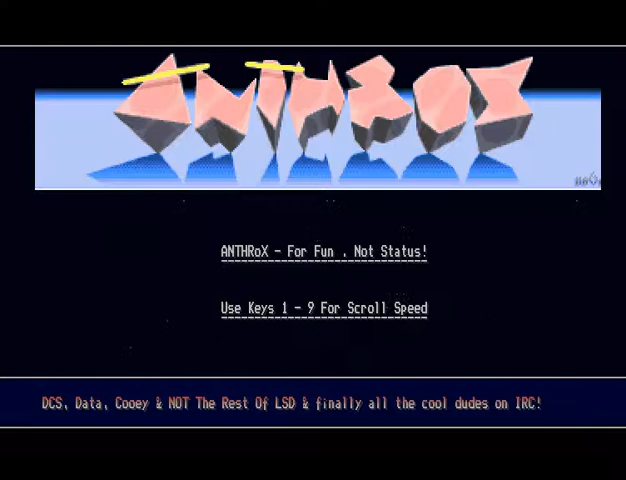 ANTHROX
ANTHRoX - For Fun . Not Status!
Use Keys 1 - 9 For Scroll Speed
DCS, Data, Cooey & NOT The Rest Of LSD & finally all the cool dudes on IRC!